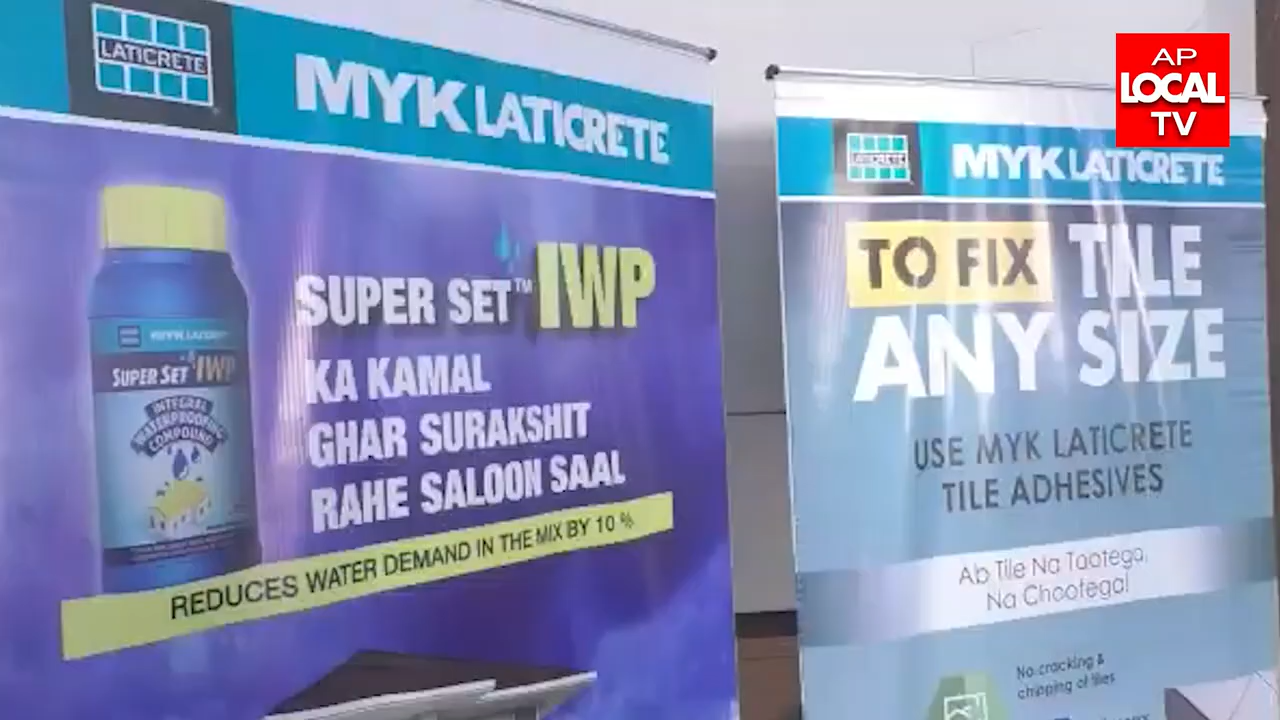 LATICRETE
MYK LATICRETE
SUPER SET™ IWP
KA KAMAL
GHAR SURAKSHIT
RAHE SALOON SAAL
REDUCES WATER DEMAND IN THE MIX BY 10 %
MYK LATICRETE
SUPER SET IWP
INTEGRAL
WATERPROOFING
COMPOUND
AP
LOCAL
TV
LATICRETE
MYK LATICRETE
TO FIX TILE
ANY SIZE
USE MYK LATICRETE
TILE ADHESIVES
Ab Tile Na Tootega,
Na Chootega!
No cracking &
chipping of tiles